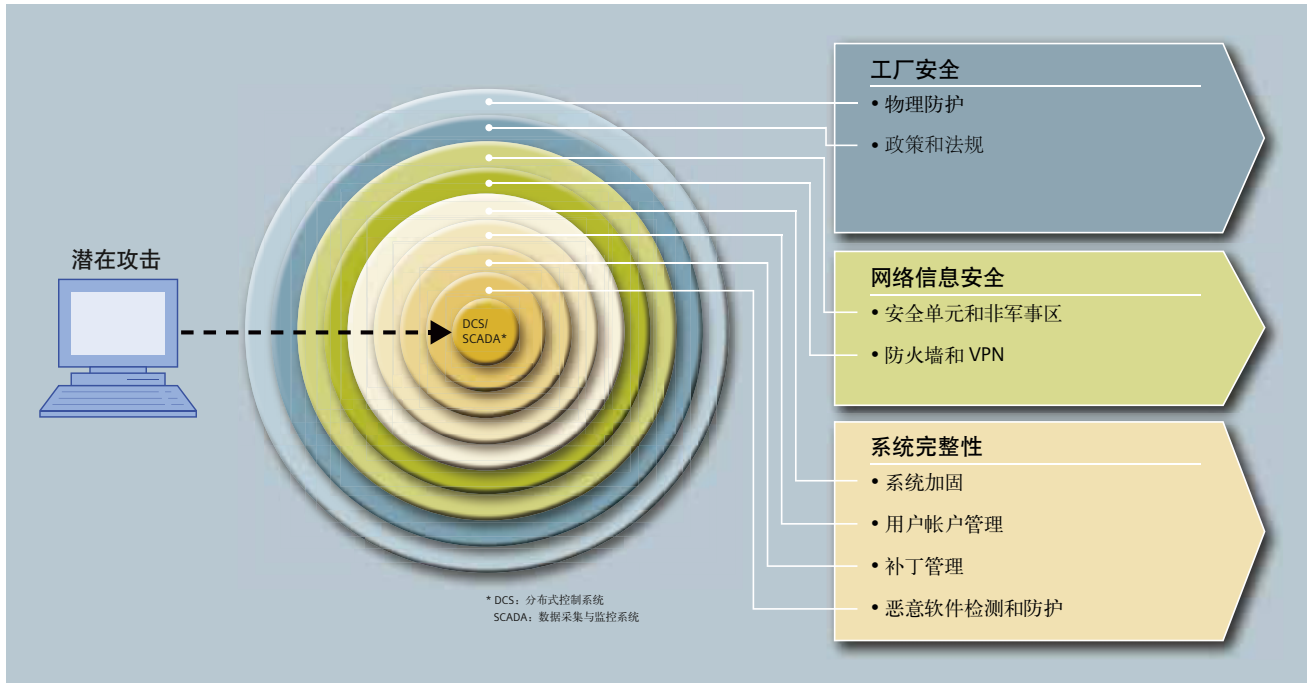 潜在攻击
DCS/
SCADA*
* DCS：分布式控制系统
SCADA：数据采集与监控系统
工厂安全
• 物理防护
• 政策和法规
网络信息安全
• 安全单元和非军事区
• 防火墙和 VPN
系统完整性
• 系统加固
• 用户帐户管理
• 补丁管理
• 恶意软件检测和防护